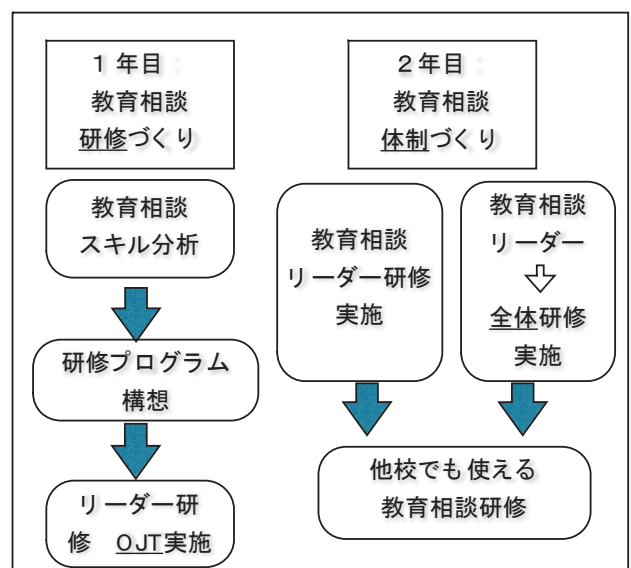 1年目：
教育相談
研修づくり
教育相談
スキル分析
研修プログラム
構想
リーダー研
修　OJT実施
2年目：
教育相談
体制づくり
教育相談
リーダー研修
実施
教育相談
リーダー
全体研修
実施
他校でも使える
教育相談研修